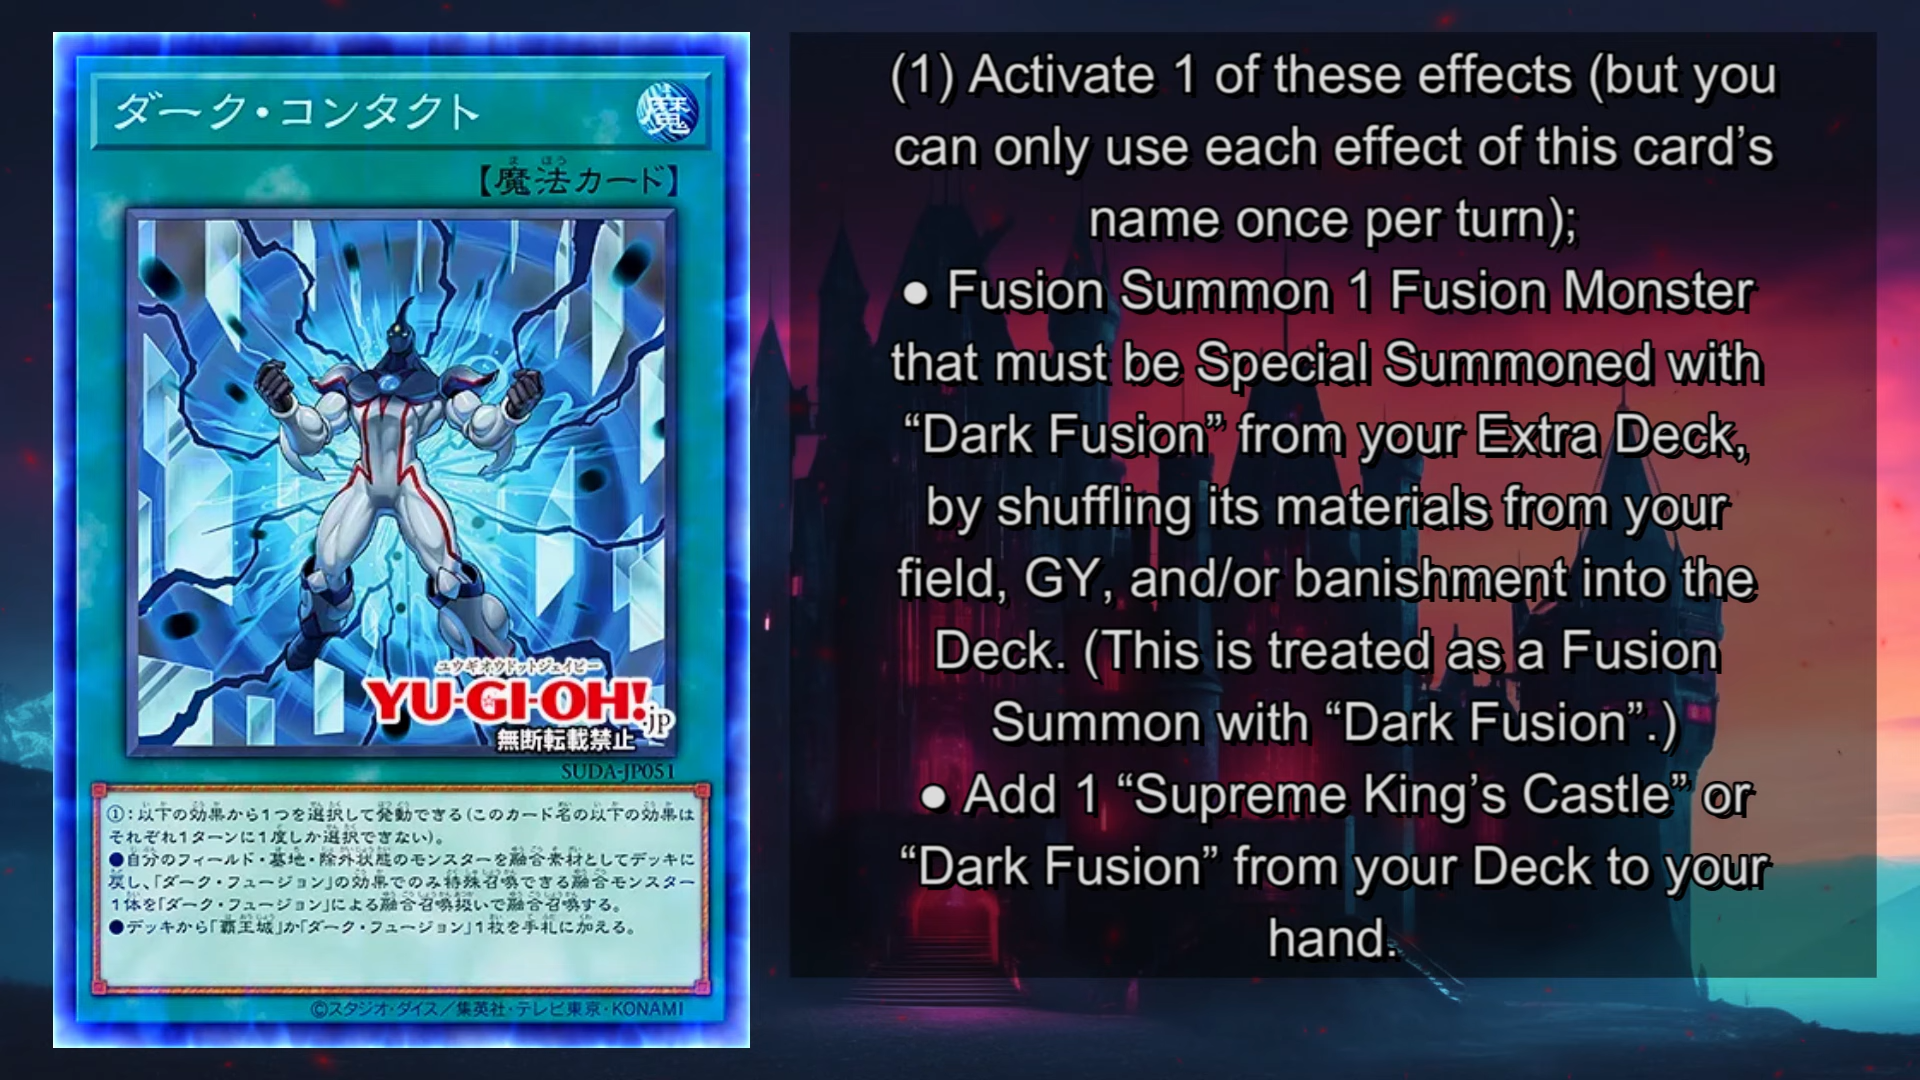 ダーク・コンタクト
魔
【魔法カード】
ユウギオウドットジェイピー
YU-GI-OH!.jp
無断転載禁止
SUDA-JP051
①:以下の効果から1つを選択して発動できる(このカード名の以下の効果は
それぞれ1ターンに1度しか選択できない)。
●自分のフィールド・墓地・除外状態のモンスターを融合素材としてデッキに
戻し、「ダーク・フュージョン」の効果でのみ特殊召喚できる融合モンスター
1体を「ダーク・フュージョン」による融合召喚扱いで融合召喚する。
●デッキから「覇王城」か「ダーク・フュージョン」1枚を手札に加える。
©スタジオ・ダイス/集英社・テレビ東京・KONAMI
(1) Activate 1 of these effects (but you
can only use each effect of this card’s
name once per turn);
● Fusion Summon 1 Fusion Monster
that must be Special Summoned with
“Dark Fusion” from your Extra Deck,
by shuffling its materials from your
field, GY, and/or banishment into the
Deck. (This is treated as a Fusion
Summon with “Dark Fusion”.)
● Add 1 “Supreme King’s Castle” or
“Dark Fusion” from your Deck to your
hand.